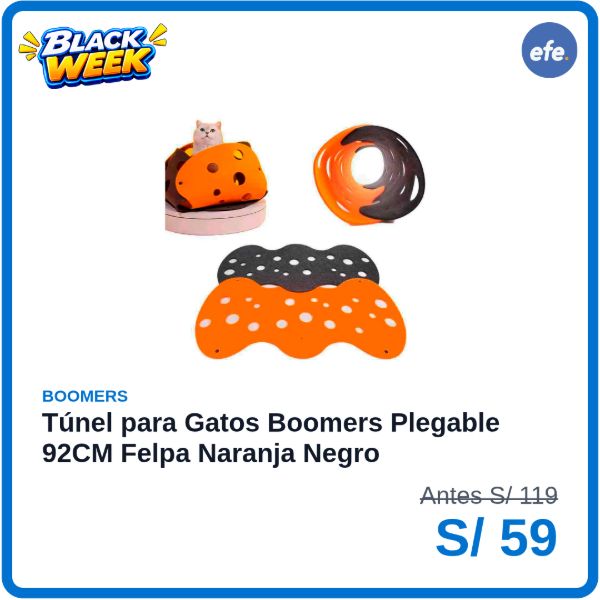 BLACK
WEEK
efe.
BOOMERS
Túnel para Gatos Boomers Plegable
92CM Felpa Naranja Negro
Antes S/ 119
S/ 59